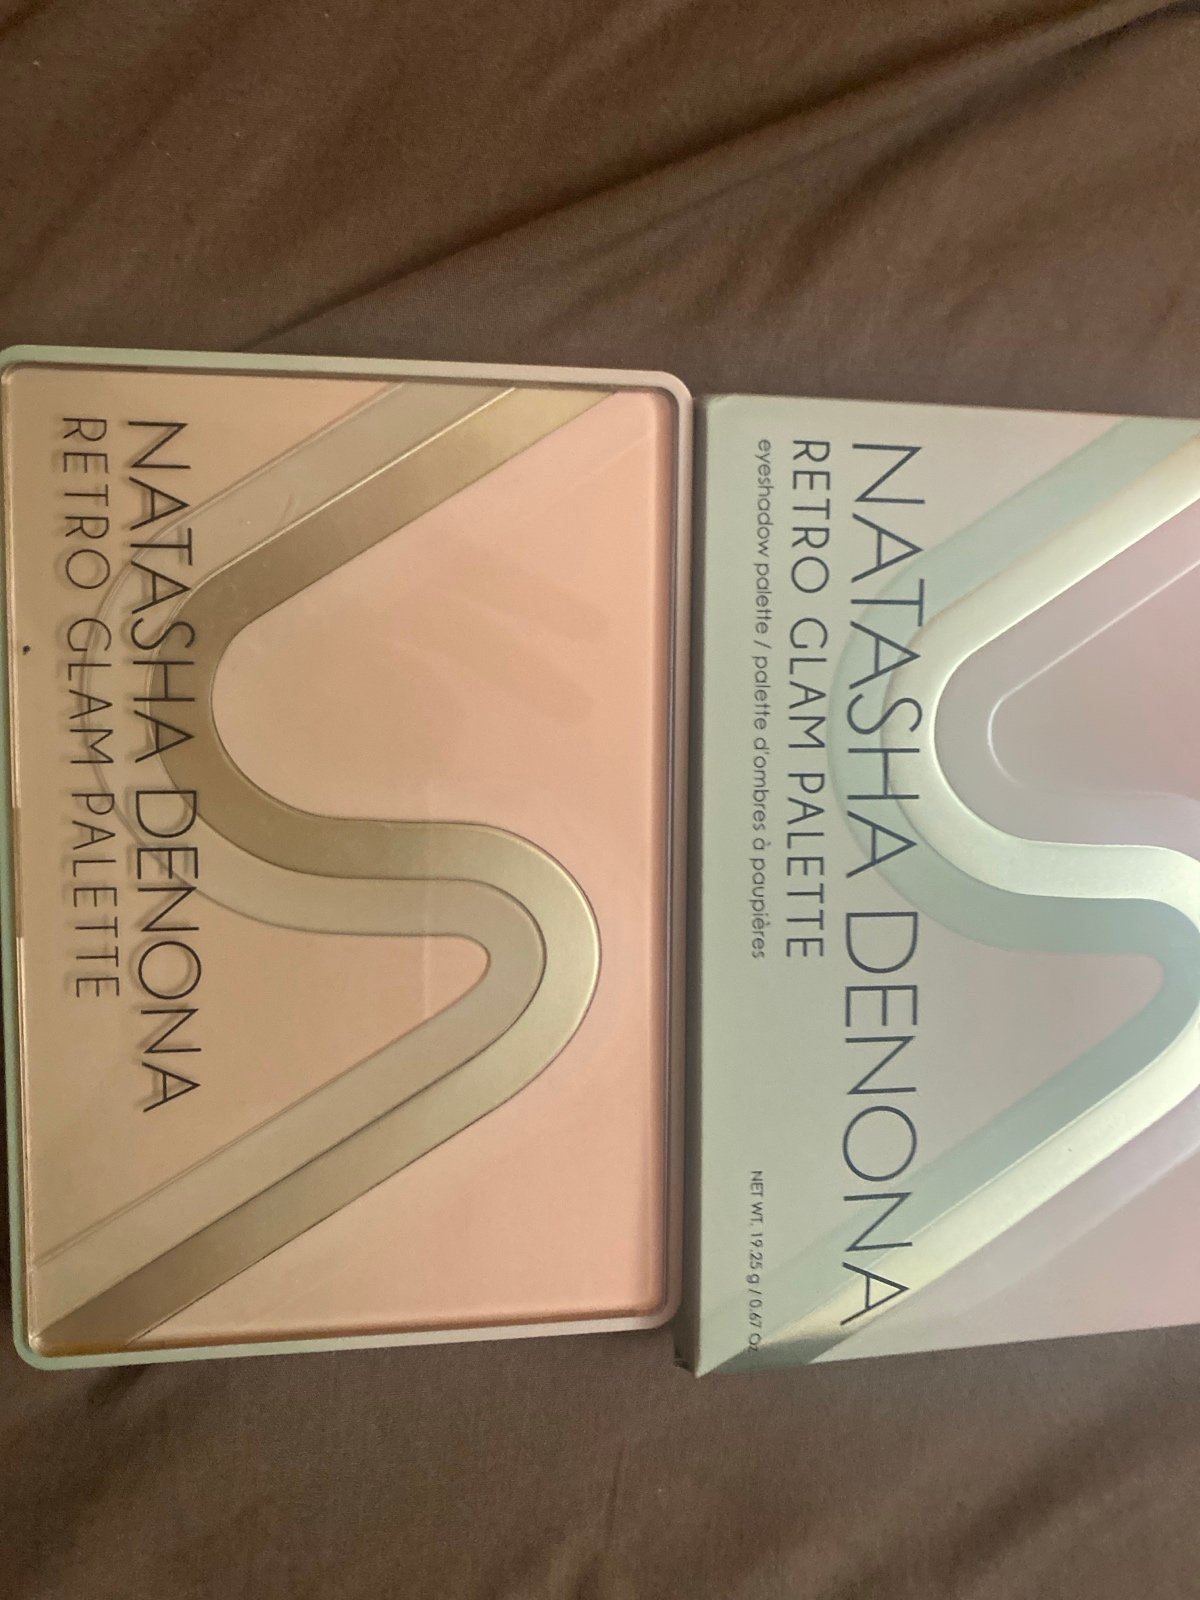 NATASHA DENONA
RETRO GLAM PALETTE
eyeshadow palette / palette d'ombres à paupières
NET WT. 19.25 g / 0.67 Oz
NATASHA DENONA
RETRO GLAM PALETTE